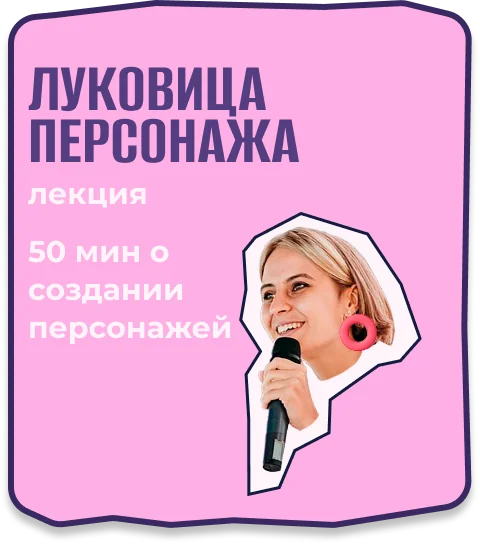 ЛУКОВИЦА
ПЕРСОНАЖА
лекция
50 мин о
создании
персонажей